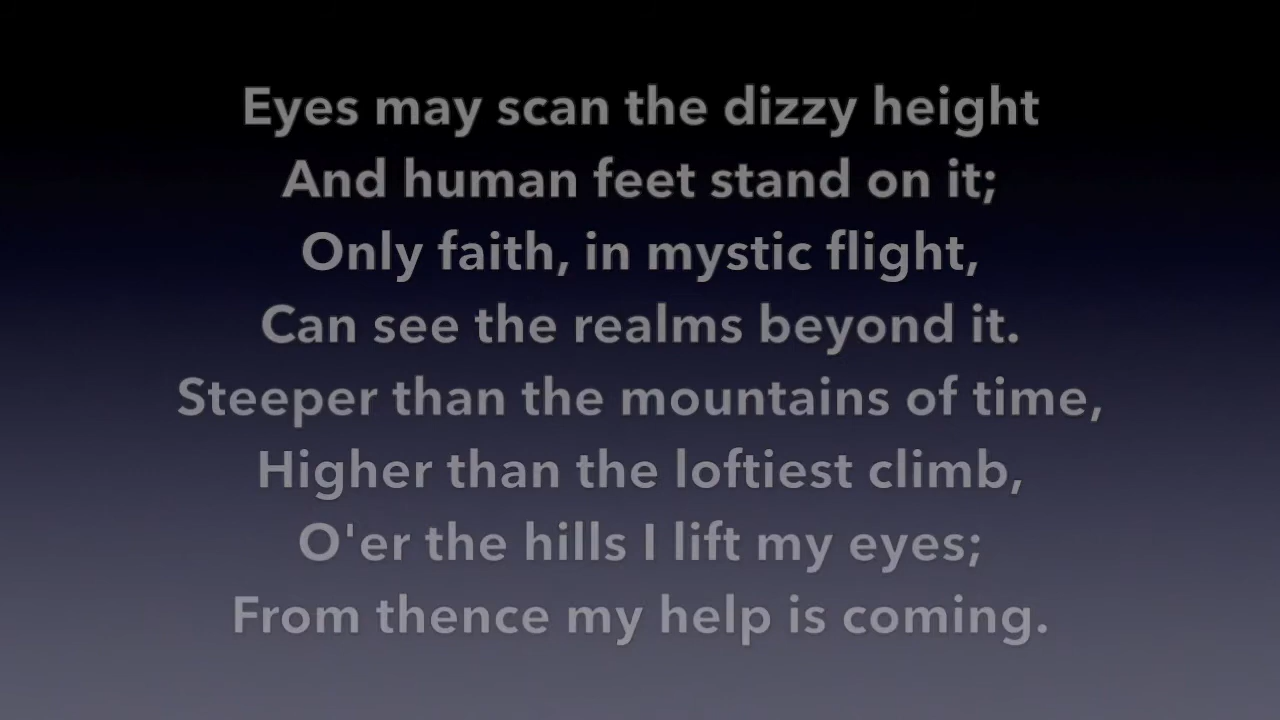 Eyes may scan the dizzy height
And human feet stand on it;
Only faith, in mystic flight,
Can see the realms beyond it.
Steeper than the mountains of time,
Higher than the loftiest climb,
O'er the hills I lift my eyes;
From thence my help is coming.